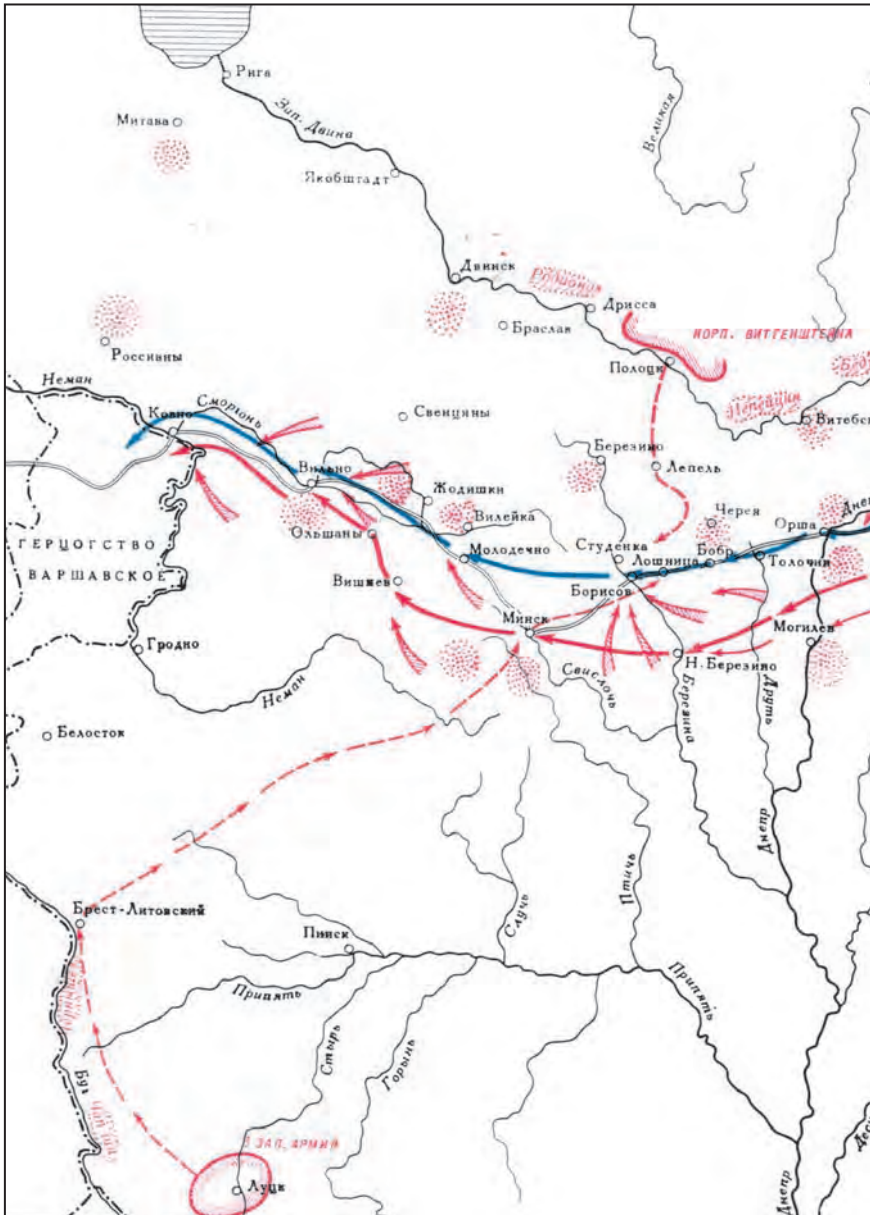 Рига
Зап. Двина
Великая
Митава
Якобштадт
Двинск
Дрисса
Браслав
КОРП. ВИТГЕНШТЕЙНА
Россианы
Полоцк
Неман
Ковно
Сморгонь
Свенцяны
Витебск
Березино
Лепель
Вильно
Жодишки
Вилейка
Черея
Орша
Днеп
Ольшаны
ГЕРЦОГСТВО
ВАРШАВСКОЕ
Молодечно
Студенка
Лошница
Бобр
Толочин
Борисов
Вишнев
Минск
Могилев
Гродно
Н. Березино
Неман
Свислочь
Березина
Друть
Белосток
Днепр
Брест-Литовский
Случь
Птичь
Пинск
Припять
Припять
Стырь
Горынь
Буг
3 ЗАП. АРМИЯ
Луцк
Днепр
Дес